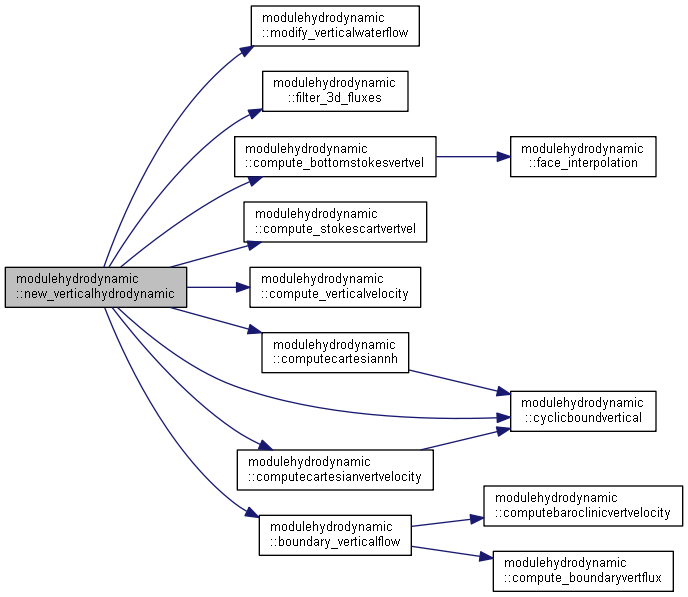 modulehydrodynamic
::modify_verticalwaterflow
modulehydrodynamic
::filter_3d_fluxes
modulehydrodynamic
::compute_bottomstokesvertvel
modulehydrodynamic
::face_interpolation
modulehydrodynamic
::compute_stokescartvertvel
modulehydrodynamic
::new_verticalhydrodynamic
modulehydrodynamic
::compute_verticalvelocity
modulehydrodynamic
::computecartesiannh
modulehydrodynamic
::cyclicboundvertical
modulehydrodynamic
::computecartesianvertvelocity
modulehydrodynamic
::computebaroclinicvertvelocity
modulehydrodynamic
::boundary_verticalflow
modulehydrodynamic
::compute_boundaryvertflux